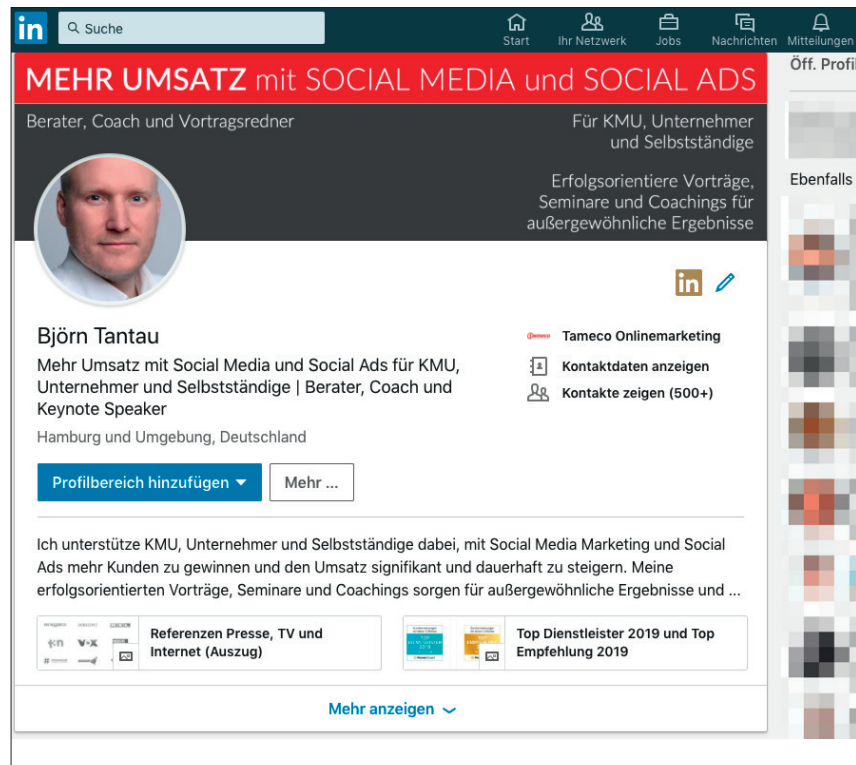 in Suche
Start Ihr Netzwerk Jobs Nachrichten Mitteilungen
MEHR UMSATZ mit SOCIAL MEDIA und SOCIAL ADS
Öff. Profil
Berater, Coach und Vortragsredner
Für KMU, Unternehmer
und Selbstständige
Erfolgsorientiere Vorträge,
Seminare und Coachings für
außergewöhnliche Ergebnisse
Ebenfalls
in
Björn Tantau
Mehr Umsatz mit Social Media und Social Ads für KMU,
Unternehmer und Selbstständige | Berater, Coach und
Keynote Speaker
Hamburg und Umgebung, Deutschland
Tameco Onlinemarketing
Kontaktdaten anzeigen
Kontakte zeigen (500+)
Profilbereich hinzufügen
Mehr ...
Ich unterstütze KMU, Unternehmer und Selbstständige dabei, mit Social Media Marketing und Social
Ads mehr Kunden zu gewinnen und den Umsatz signifikant und dauerhaft zu steigern. Meine
erfolgsorientierten Vorträge, Seminare und Coachings sorgen für außergewöhnliche Ergebnisse und ...
Referenzen Presse, TV und
Internet (Auszug)
Top Dienstleister 2019 und Top
Empfehlung 2019
Mehr anzeigen